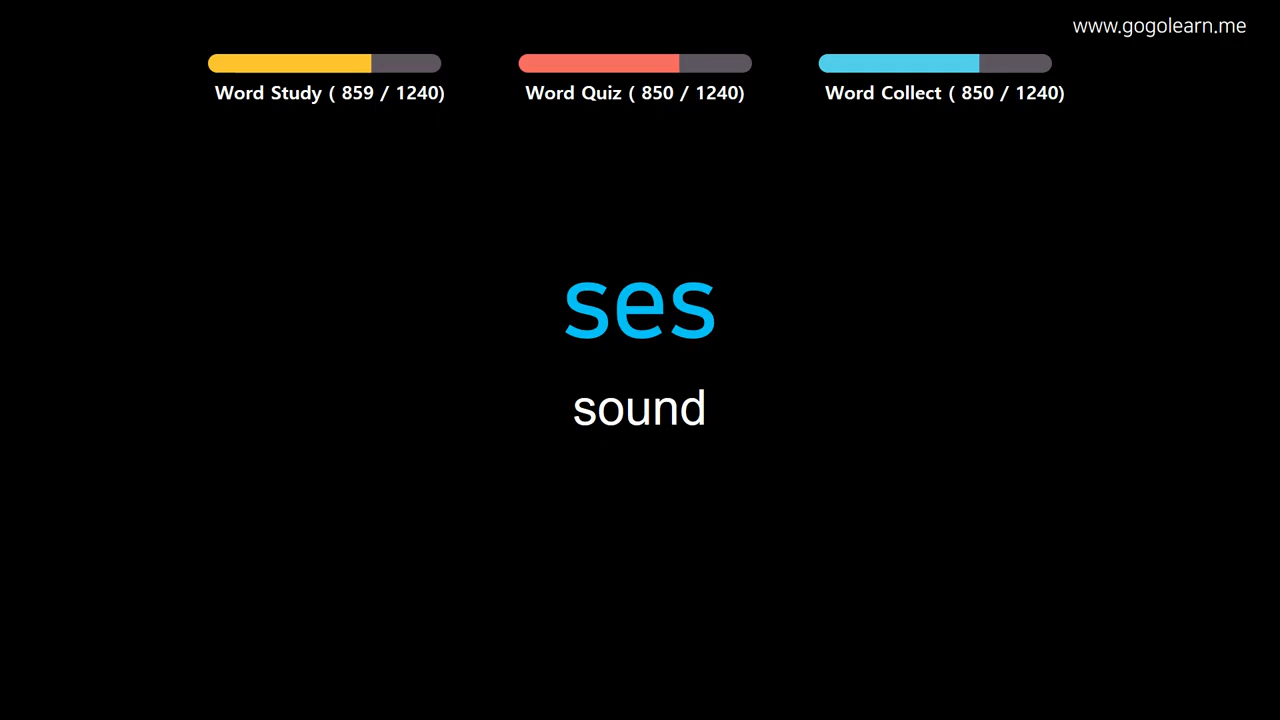 www.gogolearn.me
Word Study ( 859 / 1240)
Word Quiz ( 850 / 1240)
Word Collect ( 850 / 1240)
ses
sound